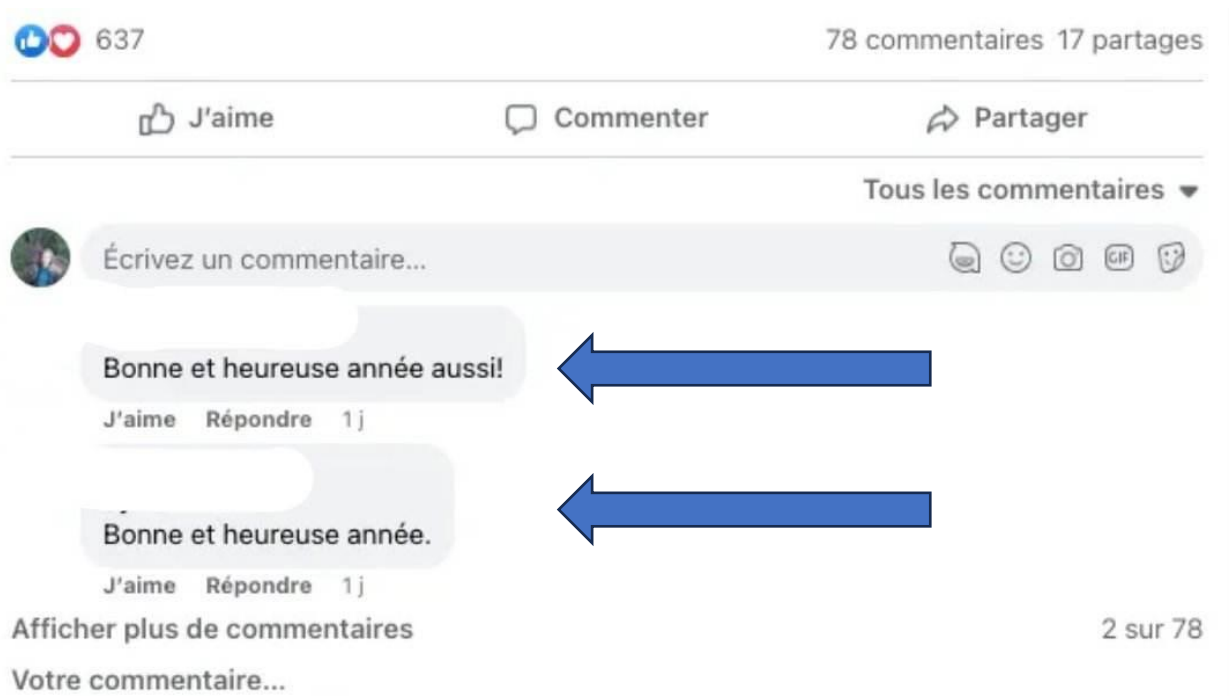 637 78 commentaires 17 partages
J'aime Commenter Partager
Tous les commentaires
Écrivez un commentaire... GIF
Bonne et heureuse année aussi!
J'aime Répondre 1 j
Bonne et heureuse année.
J'aime Répondre 1 j
Afficher plus de commentaires 2 sur 78
Votre commentaire...